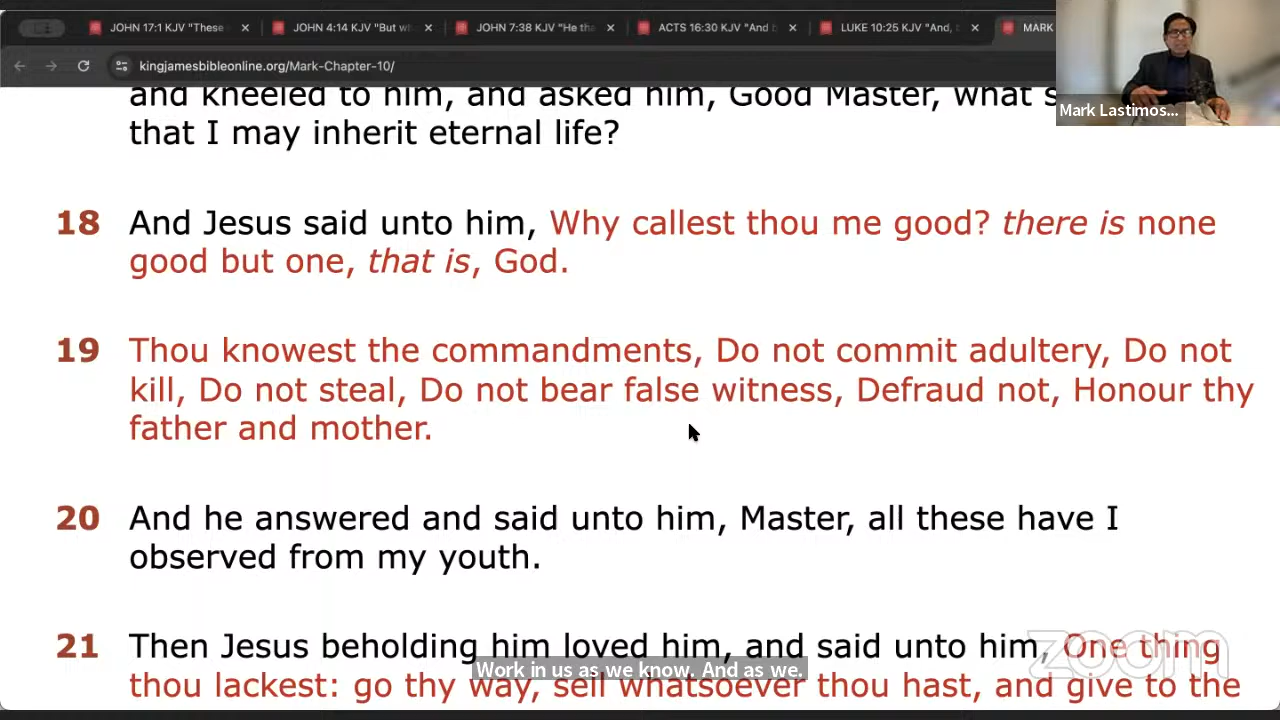 JOHN 17:1 KJV "These
JOHN 4:14 KJV "But wh
JOHN 7:38 KJV "He tha
ACTS 16:30 KJV "And b
LUKE 10:25 KJV "And,
MARK
kingjamesbibleonline.org/Mark-Chapter-10/
Mark Lastimos...
and kneeled to him, and asked him, Good Master, what s
that I may inherit eternal life?
18 And Jesus said unto him, Why callest thou me good? there is none
good but one, that is, God.
19 Thou knowest the commandments, Do not commit adultery, Do not
kill, Do not steal, Do not bear false witness, Defraud not, Honour thy
father and mother.
20 And he answered and said unto him, Master, all these have I
observed from my youth.
21 Then Jesus beholding him loved him, and said unto him, One thing
thou lackest: go thy way, sell whatsoever thou hast, and give to the
Work in us as we know. And as we.
zoom